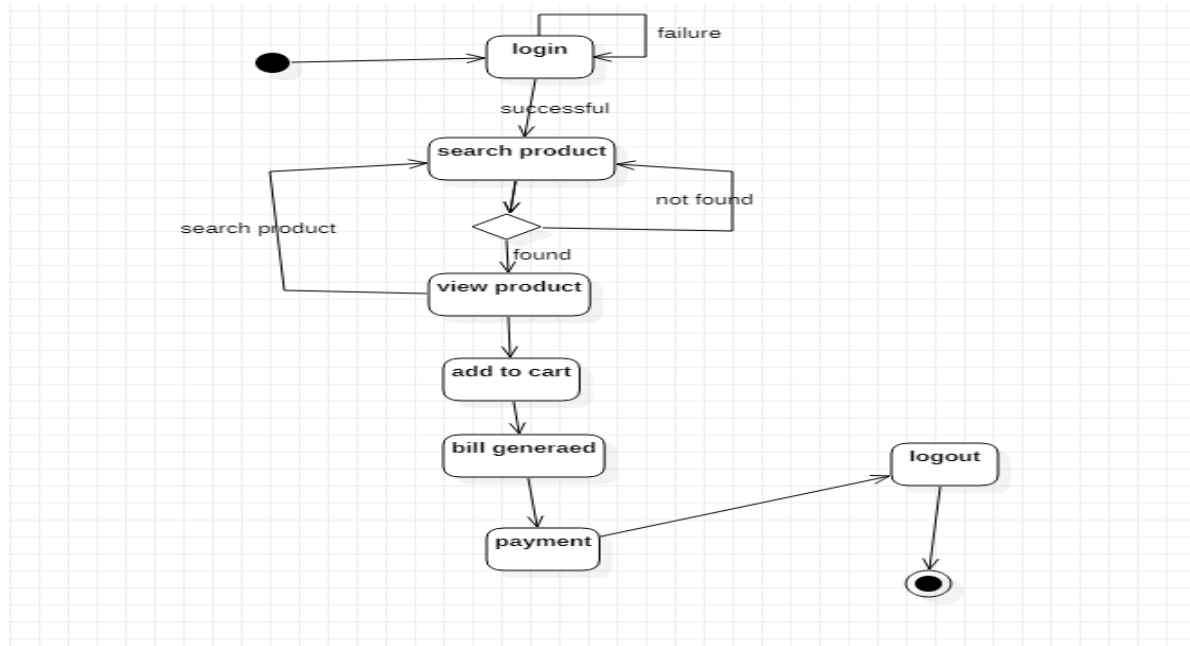 login
failure
successful
search product
not found
search product
found
view product
add to cart
bill generaed
logout
payment